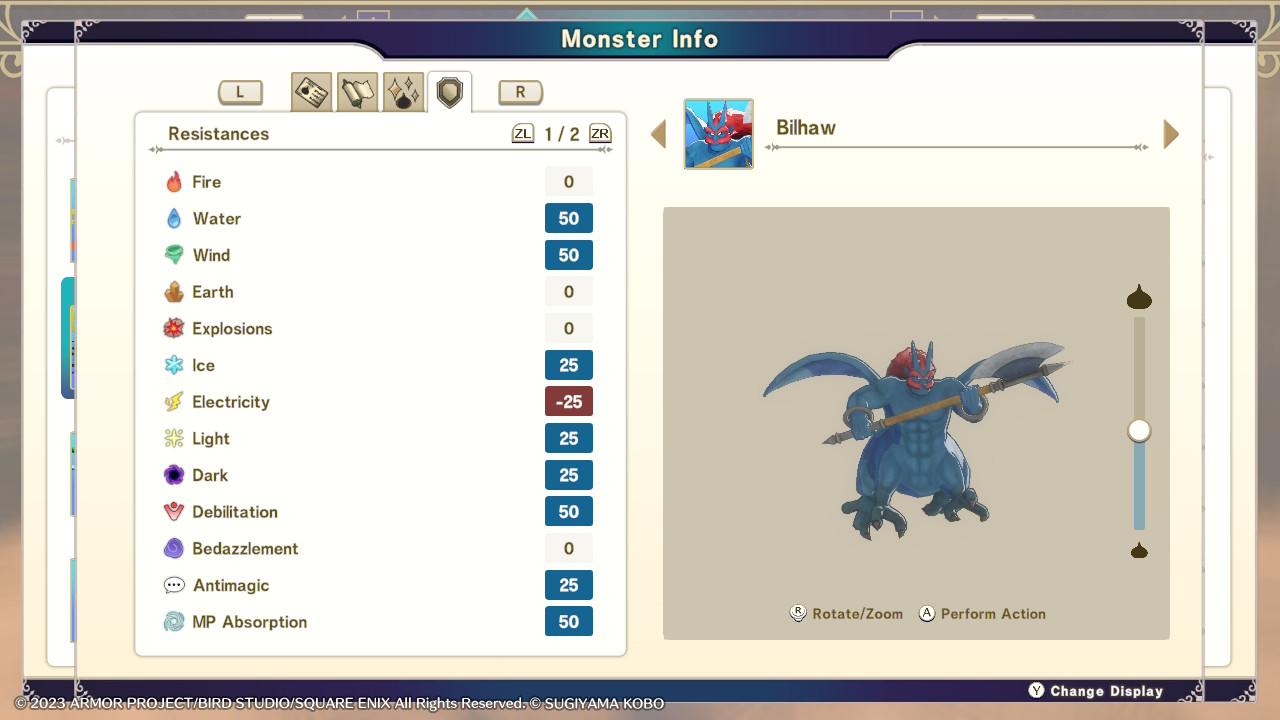 Monster Info
L
R
Resistances
ZL 1 / 2 ZR
Bilhaw
Fire 0
Water 50
Wind 50
Earth 0
Explosions 0
Ice 25
Electricity -25
Light 25
Dark 25
Debilitation 50
Bedazzlement 0
Antimagic 25
MP Absorption 50
R Rotate/Zoom A Perform Action
Y Change Display
© 2023 ARMOR PROJECT/BIRD STUDIO/SQUARE ENIX All Rights Reserved. © SUGIYAMA KOBO